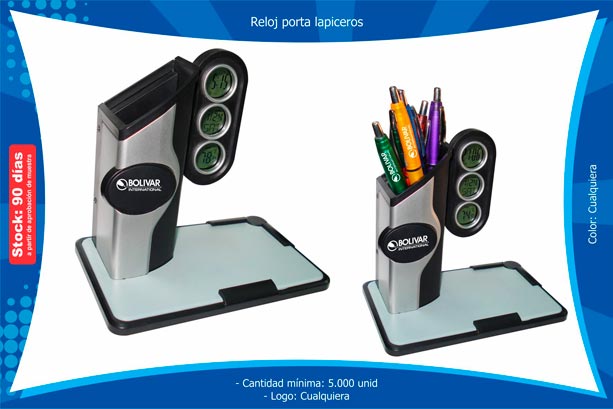 Reloj porta lapiceros
Stock: 90 días
a partir de aprobación de muestra
BOLIVAR
INTERNATIONAL
BOLIVAR
INTERNATIONAL
Color: Cualquiera
- Cantidad mínima: 5.000 unid
- Logo: Cualquiera